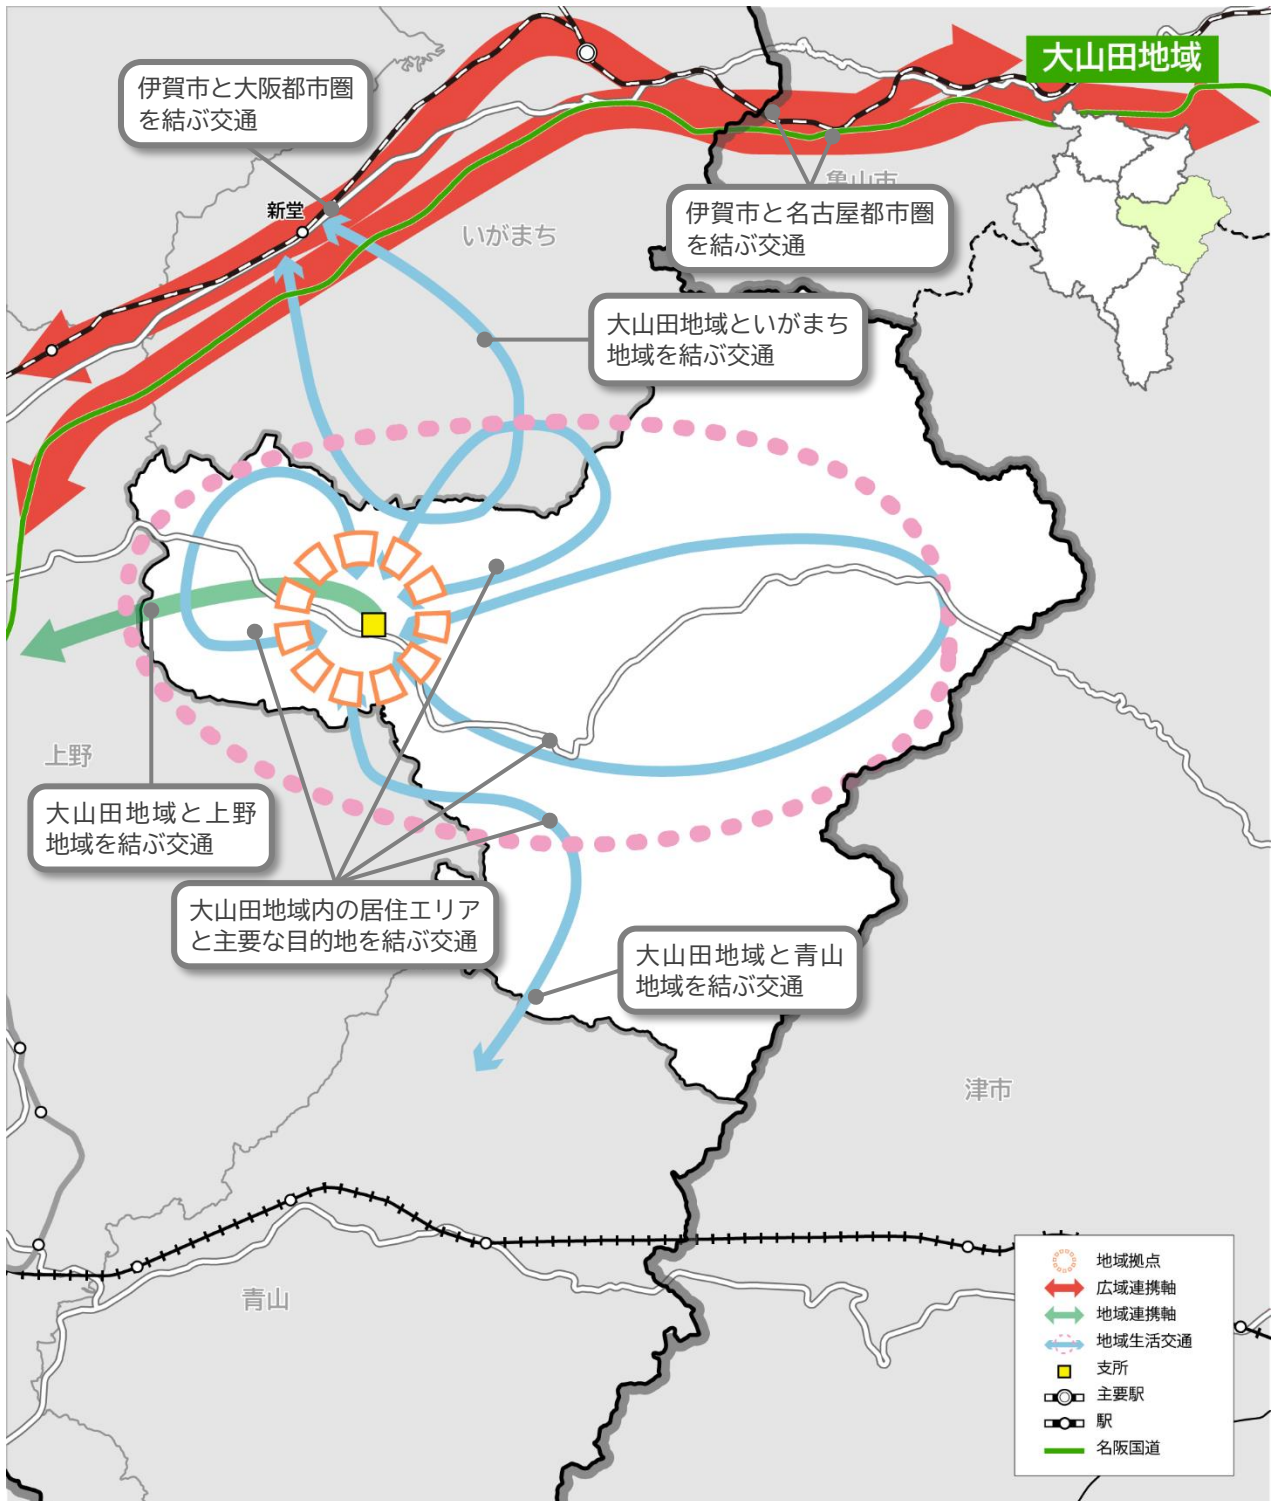 大山田地域
伊賀市と大阪都市圏
を結ぶ交通
亀山市
新堂
いがまち
伊賀市と名古屋都市圏
を結ぶ交通
大山田地域といがまち
地域を結ぶ交通
上野
大山田地域と上野
地域を結ぶ交通
大山田地域内の居住エリア
と主要な目的地を結ぶ交通
大山田地域と青山
地域を結ぶ交通
津市
青山
地域拠点
広域連携軸
地域連携軸
地域生活交通
支所
主要駅
駅
名阪国道